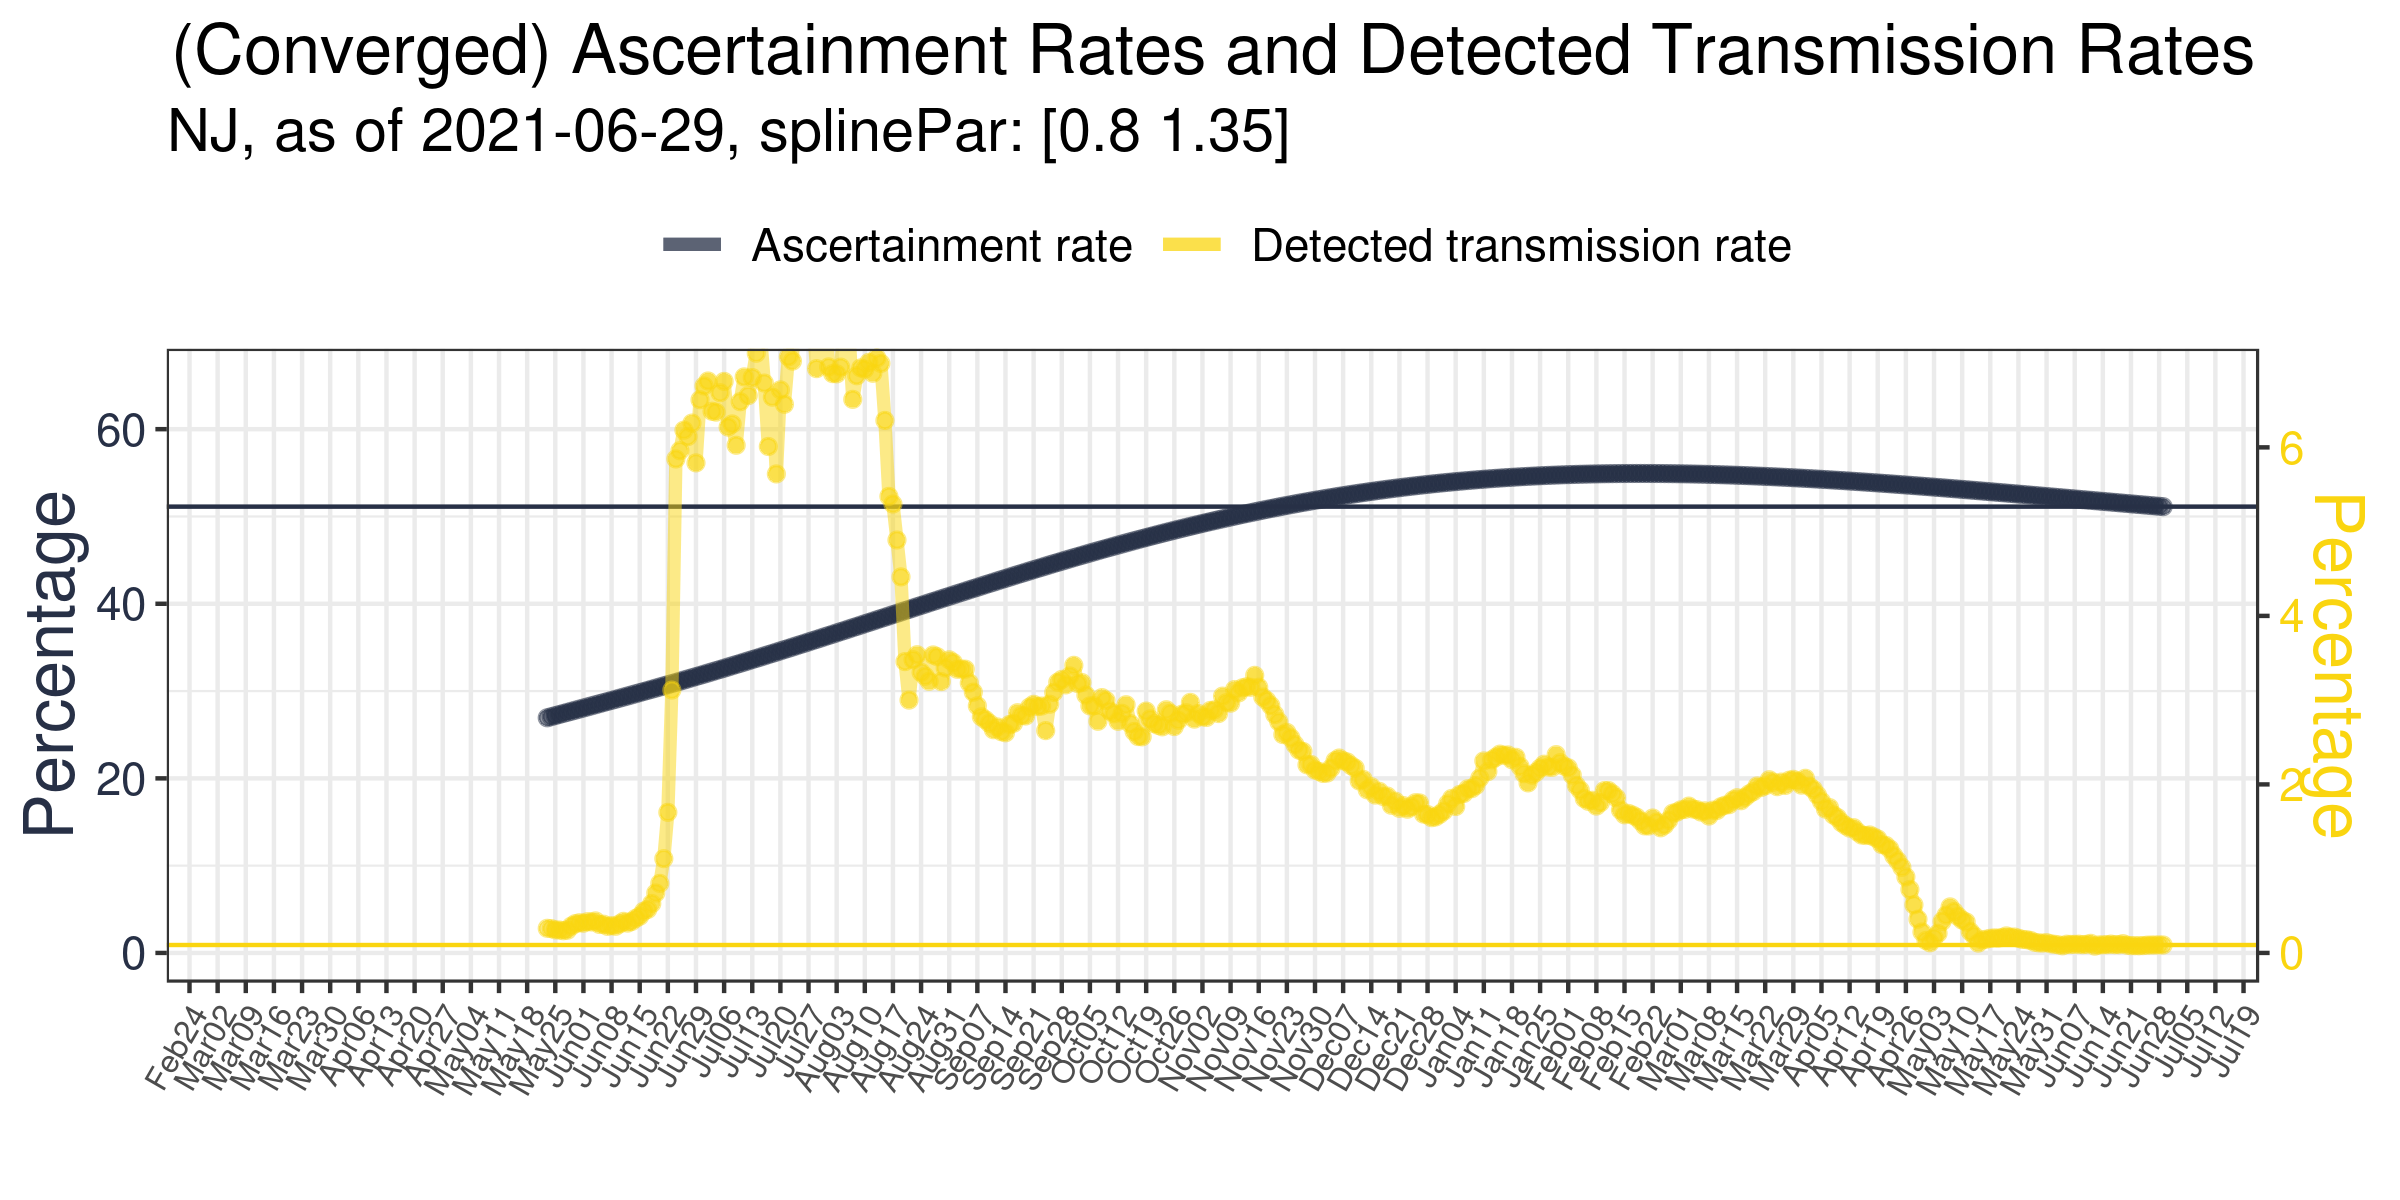 (Converged) Ascertainment Rates and Detected Transmission Rates
NJ, as of 2021-06-29, splinePar: [0.8 1.35]
Ascertainment rate
Detected transmission rate
Percentage
60
40
20
0
6
4
2
0
Percentage
Feb24
Mar02
Mar09
Mar16
Mar23
Mar30
Apr06
Apr13
Apr20
Apr27
May04
May11
May18
May25
Jun01
Jun08
Jun15
Jun22
Jun29
Jul06
Jul13
Jul20
Jul27
Aug03
Aug10
Aug17
Aug24
Aug31
Sep07
Sep14
Sep21
Sep28
Oct05
Oct12
Oct19
Oct26
Nov02
Nov09
Nov16
Nov23
Nov30
Dec07
Dec14
Dec21
Dec28
Jan04
Jan11
Jan18
Jan25
Feb01
Feb08
Feb15
Feb22
Mar01
Mar08
Mar15
Mar22
Mar29
Apr05
Apr12
Apr19
Apr26
May03
May10
May17
May24
May31
Jun07
Jun14
Jun21
Jun28
Jul05
Jul12
Jul19